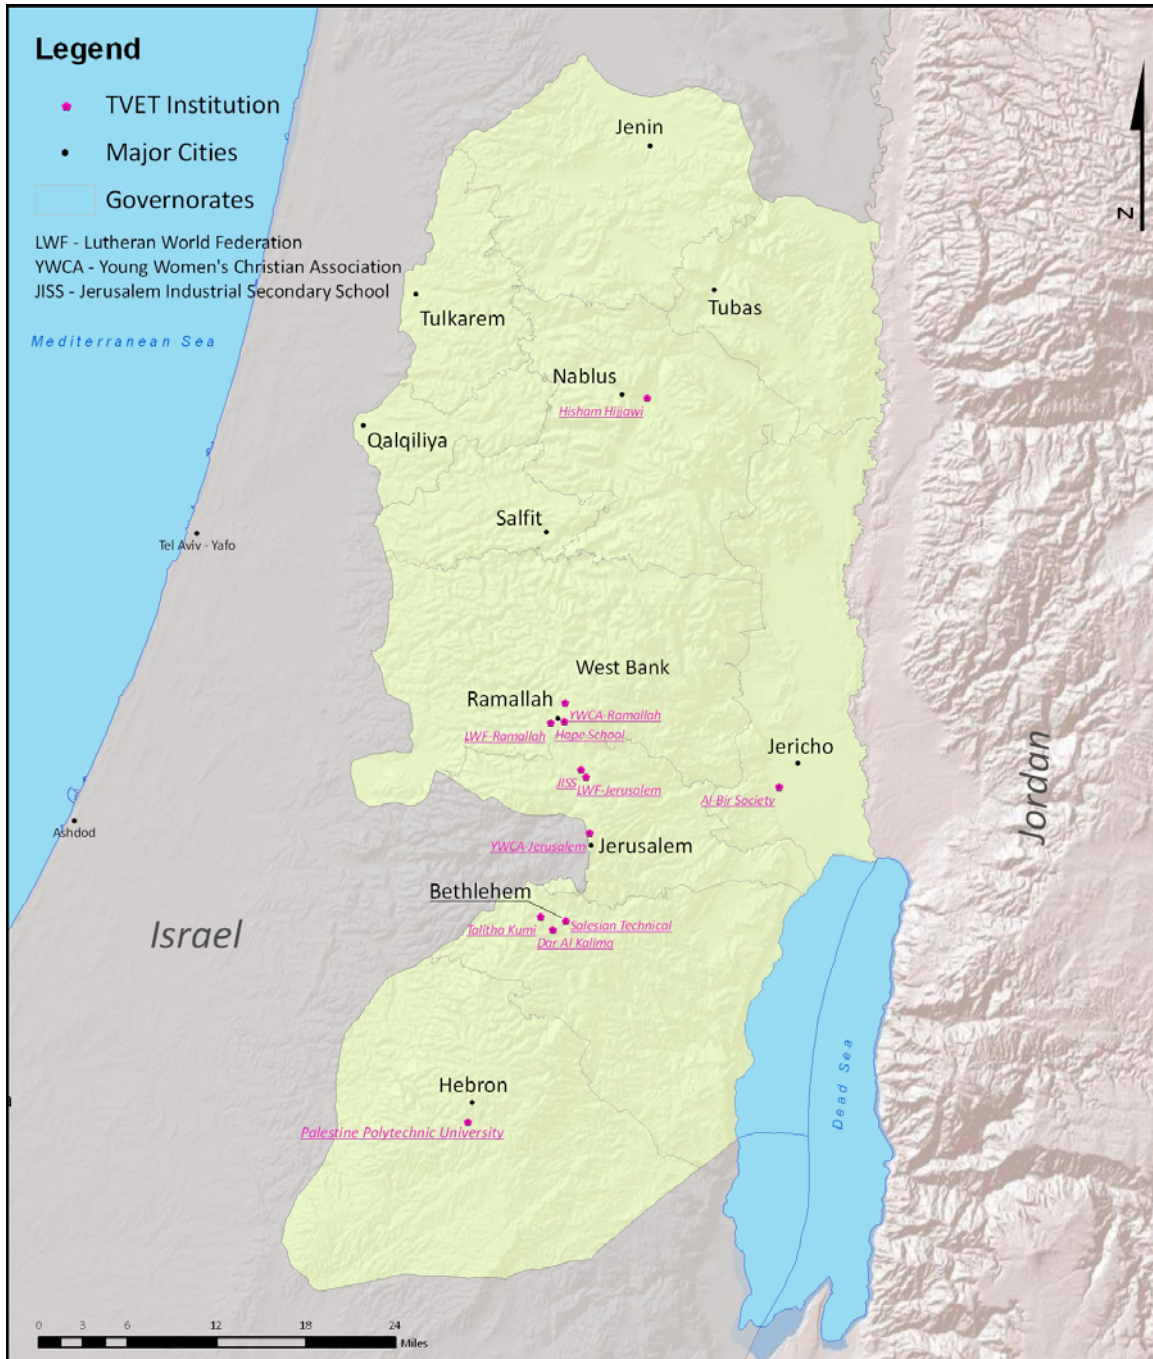 Legend
TVET Institution
Major Cities
Governorates
LWF - Lutheran World Federation
YWCA - Young Women's Christian Association
JISS - Jerusalem Industrial Secondary School
Mediterranean Sea
N
Jenin
Tubas
Tulkarem
Nablus
Hisham Hijjawi
Qalqiliya
Salfit
Tel Aviv - Yafo
West Bank
Ramallah
YWCA-Ramallah
LWF-Ramallah
Hope School
Jericho
JISS
LWF-Jerusalem
Al-Bir Society
Ashdod
YWCA-Jerusalem
Jerusalem
Jordan
Bethlehem
Israel
Talitha Kumi
Salesian Technical
Dar Al Kalima
Dead Sea
Hebron
Palestine Polytechnic University
0 3 6 12 18 24
Miles